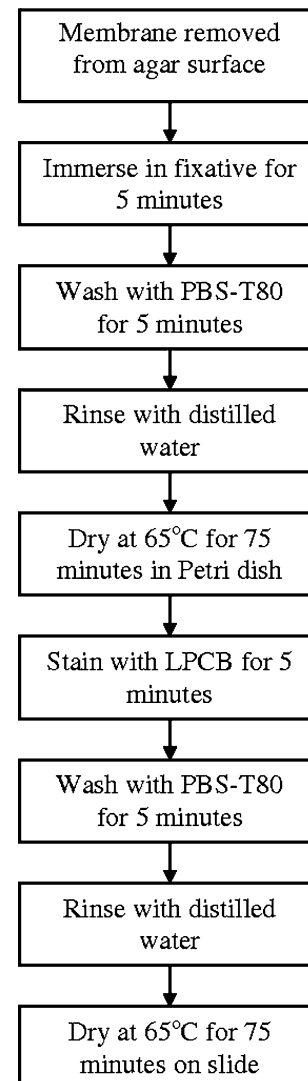 Membrane removed
from agar surface
Immerse in fixative for
5 minutes
Wash with PBS-T80
for 5 minutes
Rinse with distilled
water
Dry at 65°C for 75
minutes in Petri dish
Stain with LPCB for 5
minutes
Wash with PBS-T80
for 5 minutes
Rinse with distilled
water
Dry at 65°C for 75
minutes on slide